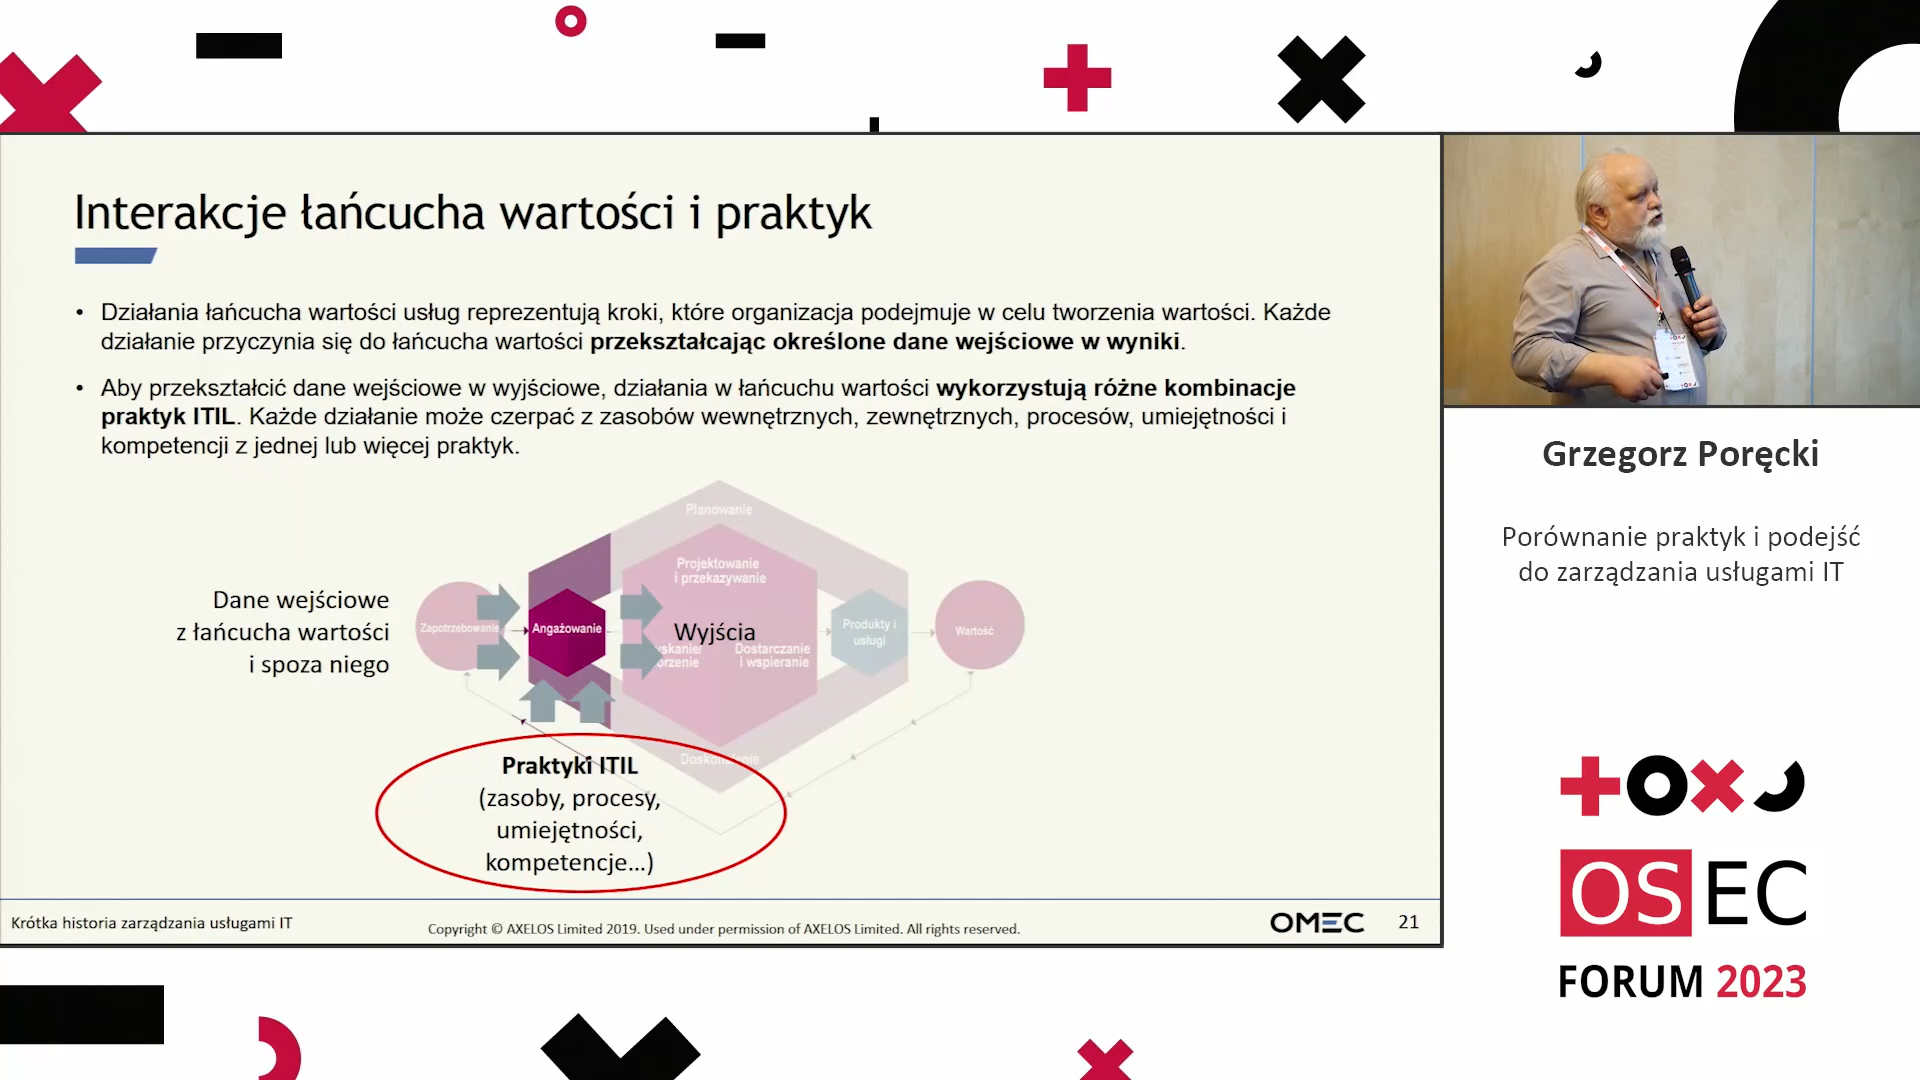 Interakcje łańcucha wartości i praktyk
• Działania łańcucha wartości usług reprezentują kroki, które organizacja podejmuje w celu tworzenia wartości. Każde
działanie przyczynia się do łańcucha wartości przekształcając określone dane wejściowe w wyniki.
• Aby przekształcić dane wejściowe w wyjściowe, działania w łańcuchu wartości wykorzystują różne kombinacje
praktyk ITIL. Każde działanie może czerpać z zasobów wewnętrznych, zewnętrznych, procesów, umiejętności i
kompetencji z jednej lub więcej praktyk.
Planowanie
Projektowanie
i przekazywanie
Dane wejściowe
z łańcucha wartości
i spoza niego
Zapotrzebowanie
Angażowanie
Wyjścia
Dostarczanie
i wspieranie
Produkty i
usługi
Wartość
Praktyki ITIL
(zasoby, procesy,
umiejętności,
kompetencje...)
Krótka historia zarządzania usługami IT
Copyright © AXELOS Limited 2019. Used under permission of AXELOS Limited. All rights reserved.
OMEC
21
Grzegorz Poręcki
Porównanie praktyk i podejść
do zarządzania usługami IT
OSEC
FORUM 2023